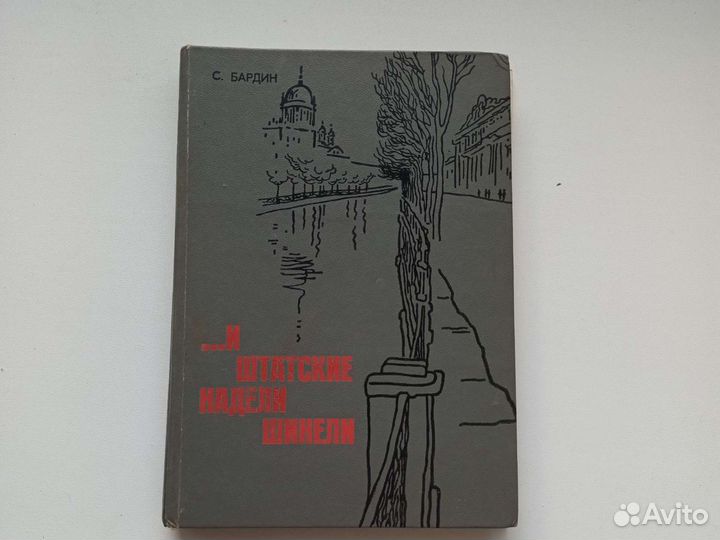 С. БАРДИН
...И
ШТАТСКИЕ
НАДЕЛИ
ШИНЕЛИ
Avito